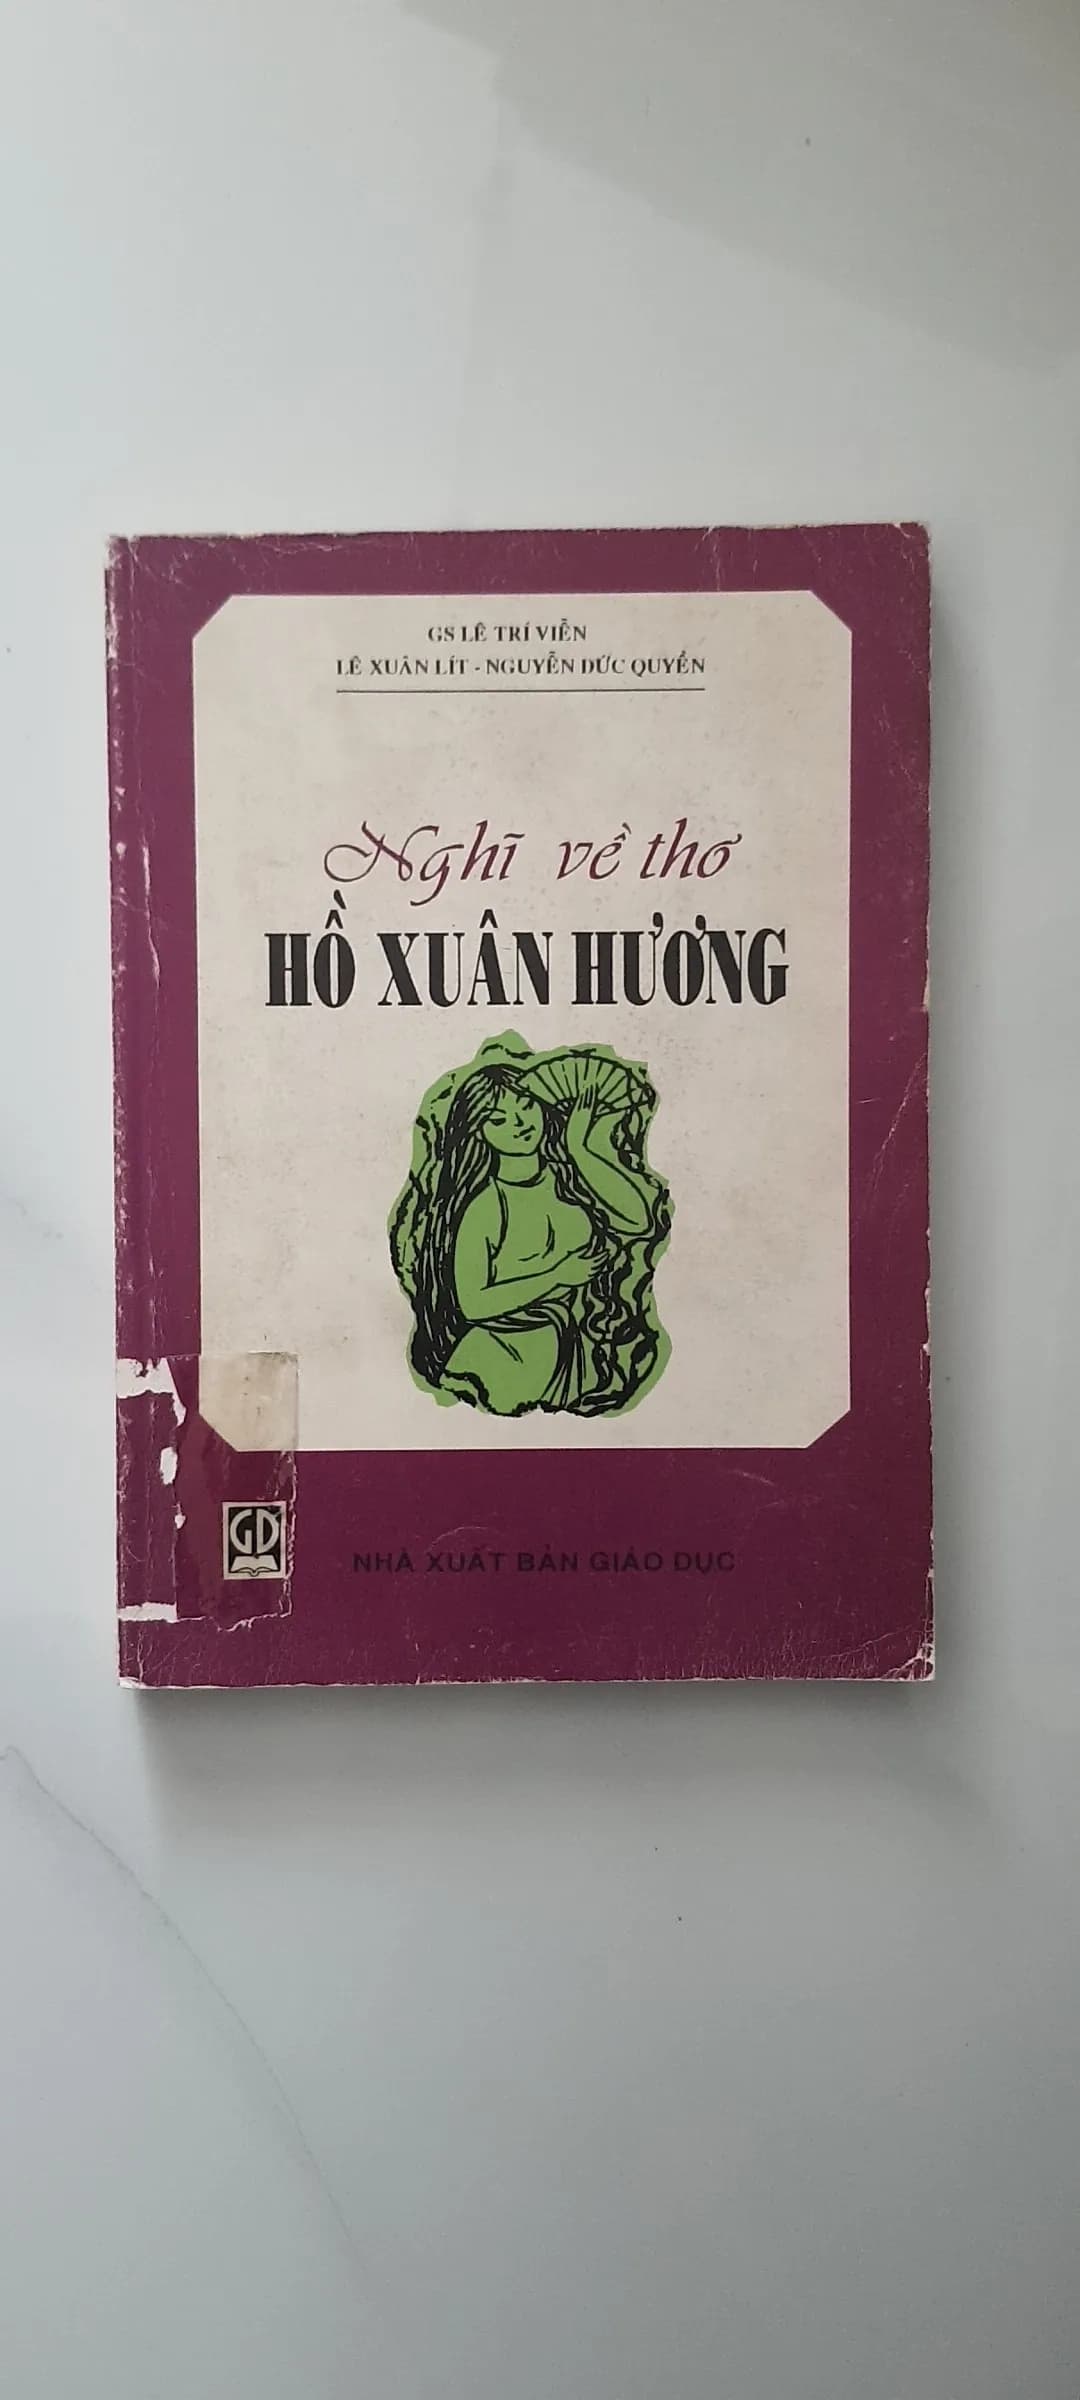 GS LÊ TRÍ VIỄN
LÊ XUÂN LÍT - NGUYỄN ĐỨC QUYỀN
Nghĩ về thơ
HỒ XUÂN HƯƠNG
GD
NHÀ XUẤT BẢN GIÁO DỤC